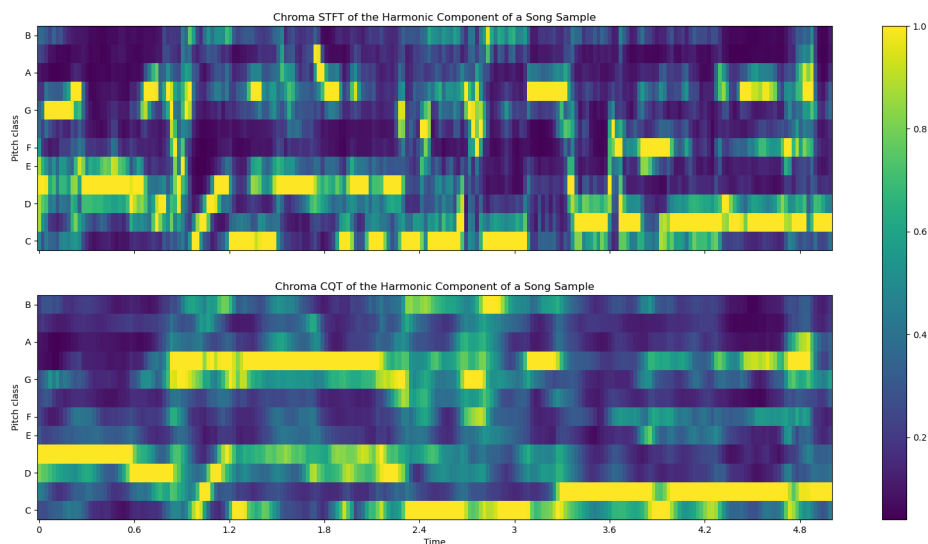 Chroma STFT of the Harmonic Component of a Song Sample
B
A
G
F
E
D
C
Pitch class
1.0
0.8
0.6
0.4
0.2
Chroma CQT of the Harmonic Component of a Song Sample
B
A
G
F
E
D
C
Pitch class
0 0.6 1.2 1.8 2.4 3 3.6 4.2 4.8
Time